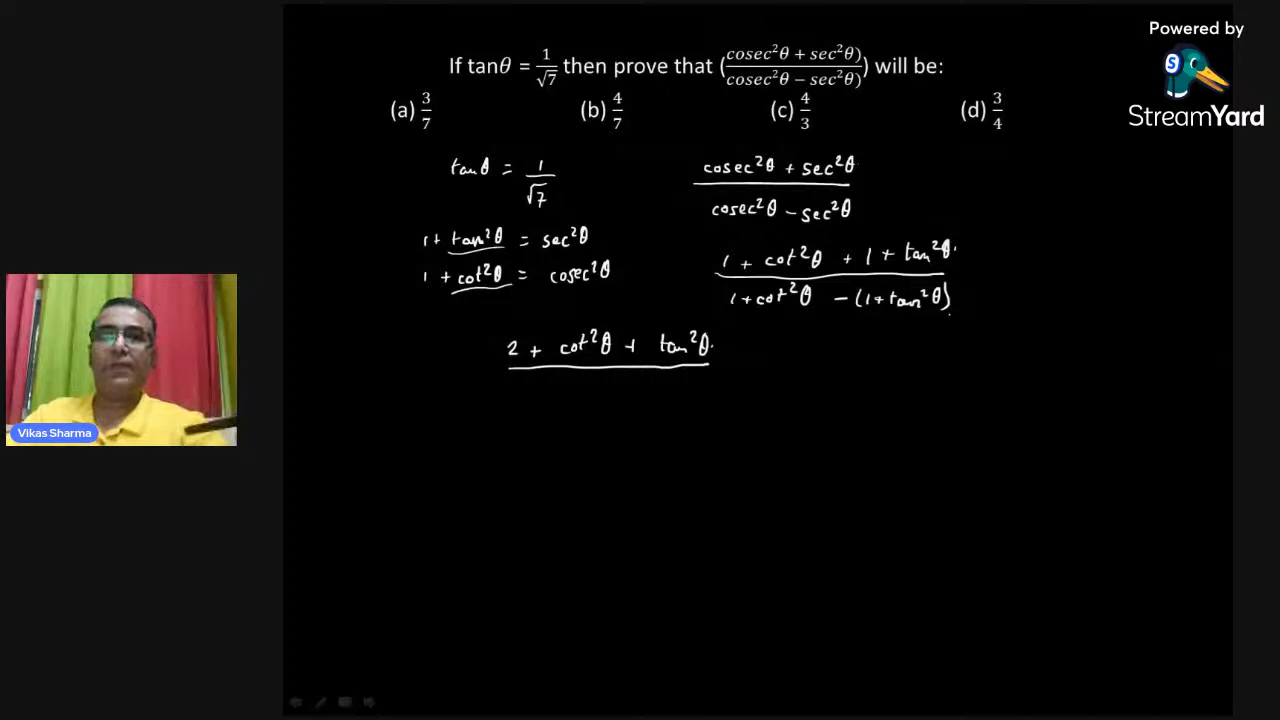 Powered by
StreamYard
If tanθ = 1/√7 then prove that (cosec²θ + sec²θ)/cosec²θ − sec²θ)) will be:
(a) 3/7 (b) 4/7 (c) 4/3 (d) 3/4
tanθ = 1/√7
cosec²θ + sec²θ
cosec²θ − sec²θ
1 + tan²θ = sec²θ
1 + cot²θ = cosec²θ
1 + cot²θ + 1 + tan²θ
1 + cot²θ − (1 + tan²θ)
2 + cot²θ + tan²θ
Vikas Sharma